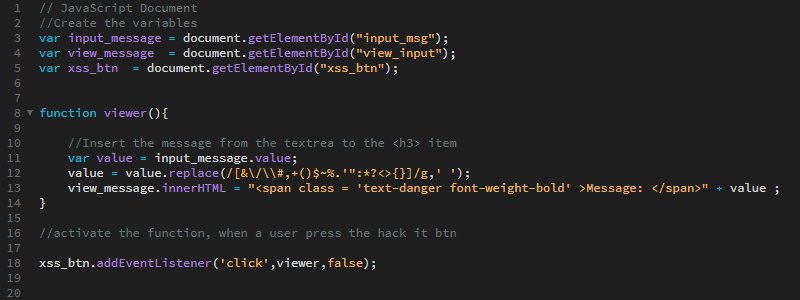 1 // JavaScript Document
2 //Create the variables
3 var input_message = document.getElementById("input_msg");
4 var view_message  = document.getElementById("view_input");
5 var xss_btn  = document.getElementById("xss_btn");
6
7
8 ▼ function viewer(){
9
10     //Insert the message from the textrea to the <h3> item
11     var value = input_message.value;
12     value = value.replace(/[&\/\\#,+()$~%.'":*?<>{}]/g,' ');
13     view_message.innerHTML = "<span class = 'text-danger font-weight-bold' >Message: </span>" + value ;
14 }
15
16 //activate the function, when a user press the hack it btn
17
18 xss_btn.addEventListener('click',viewer,false);
19
20